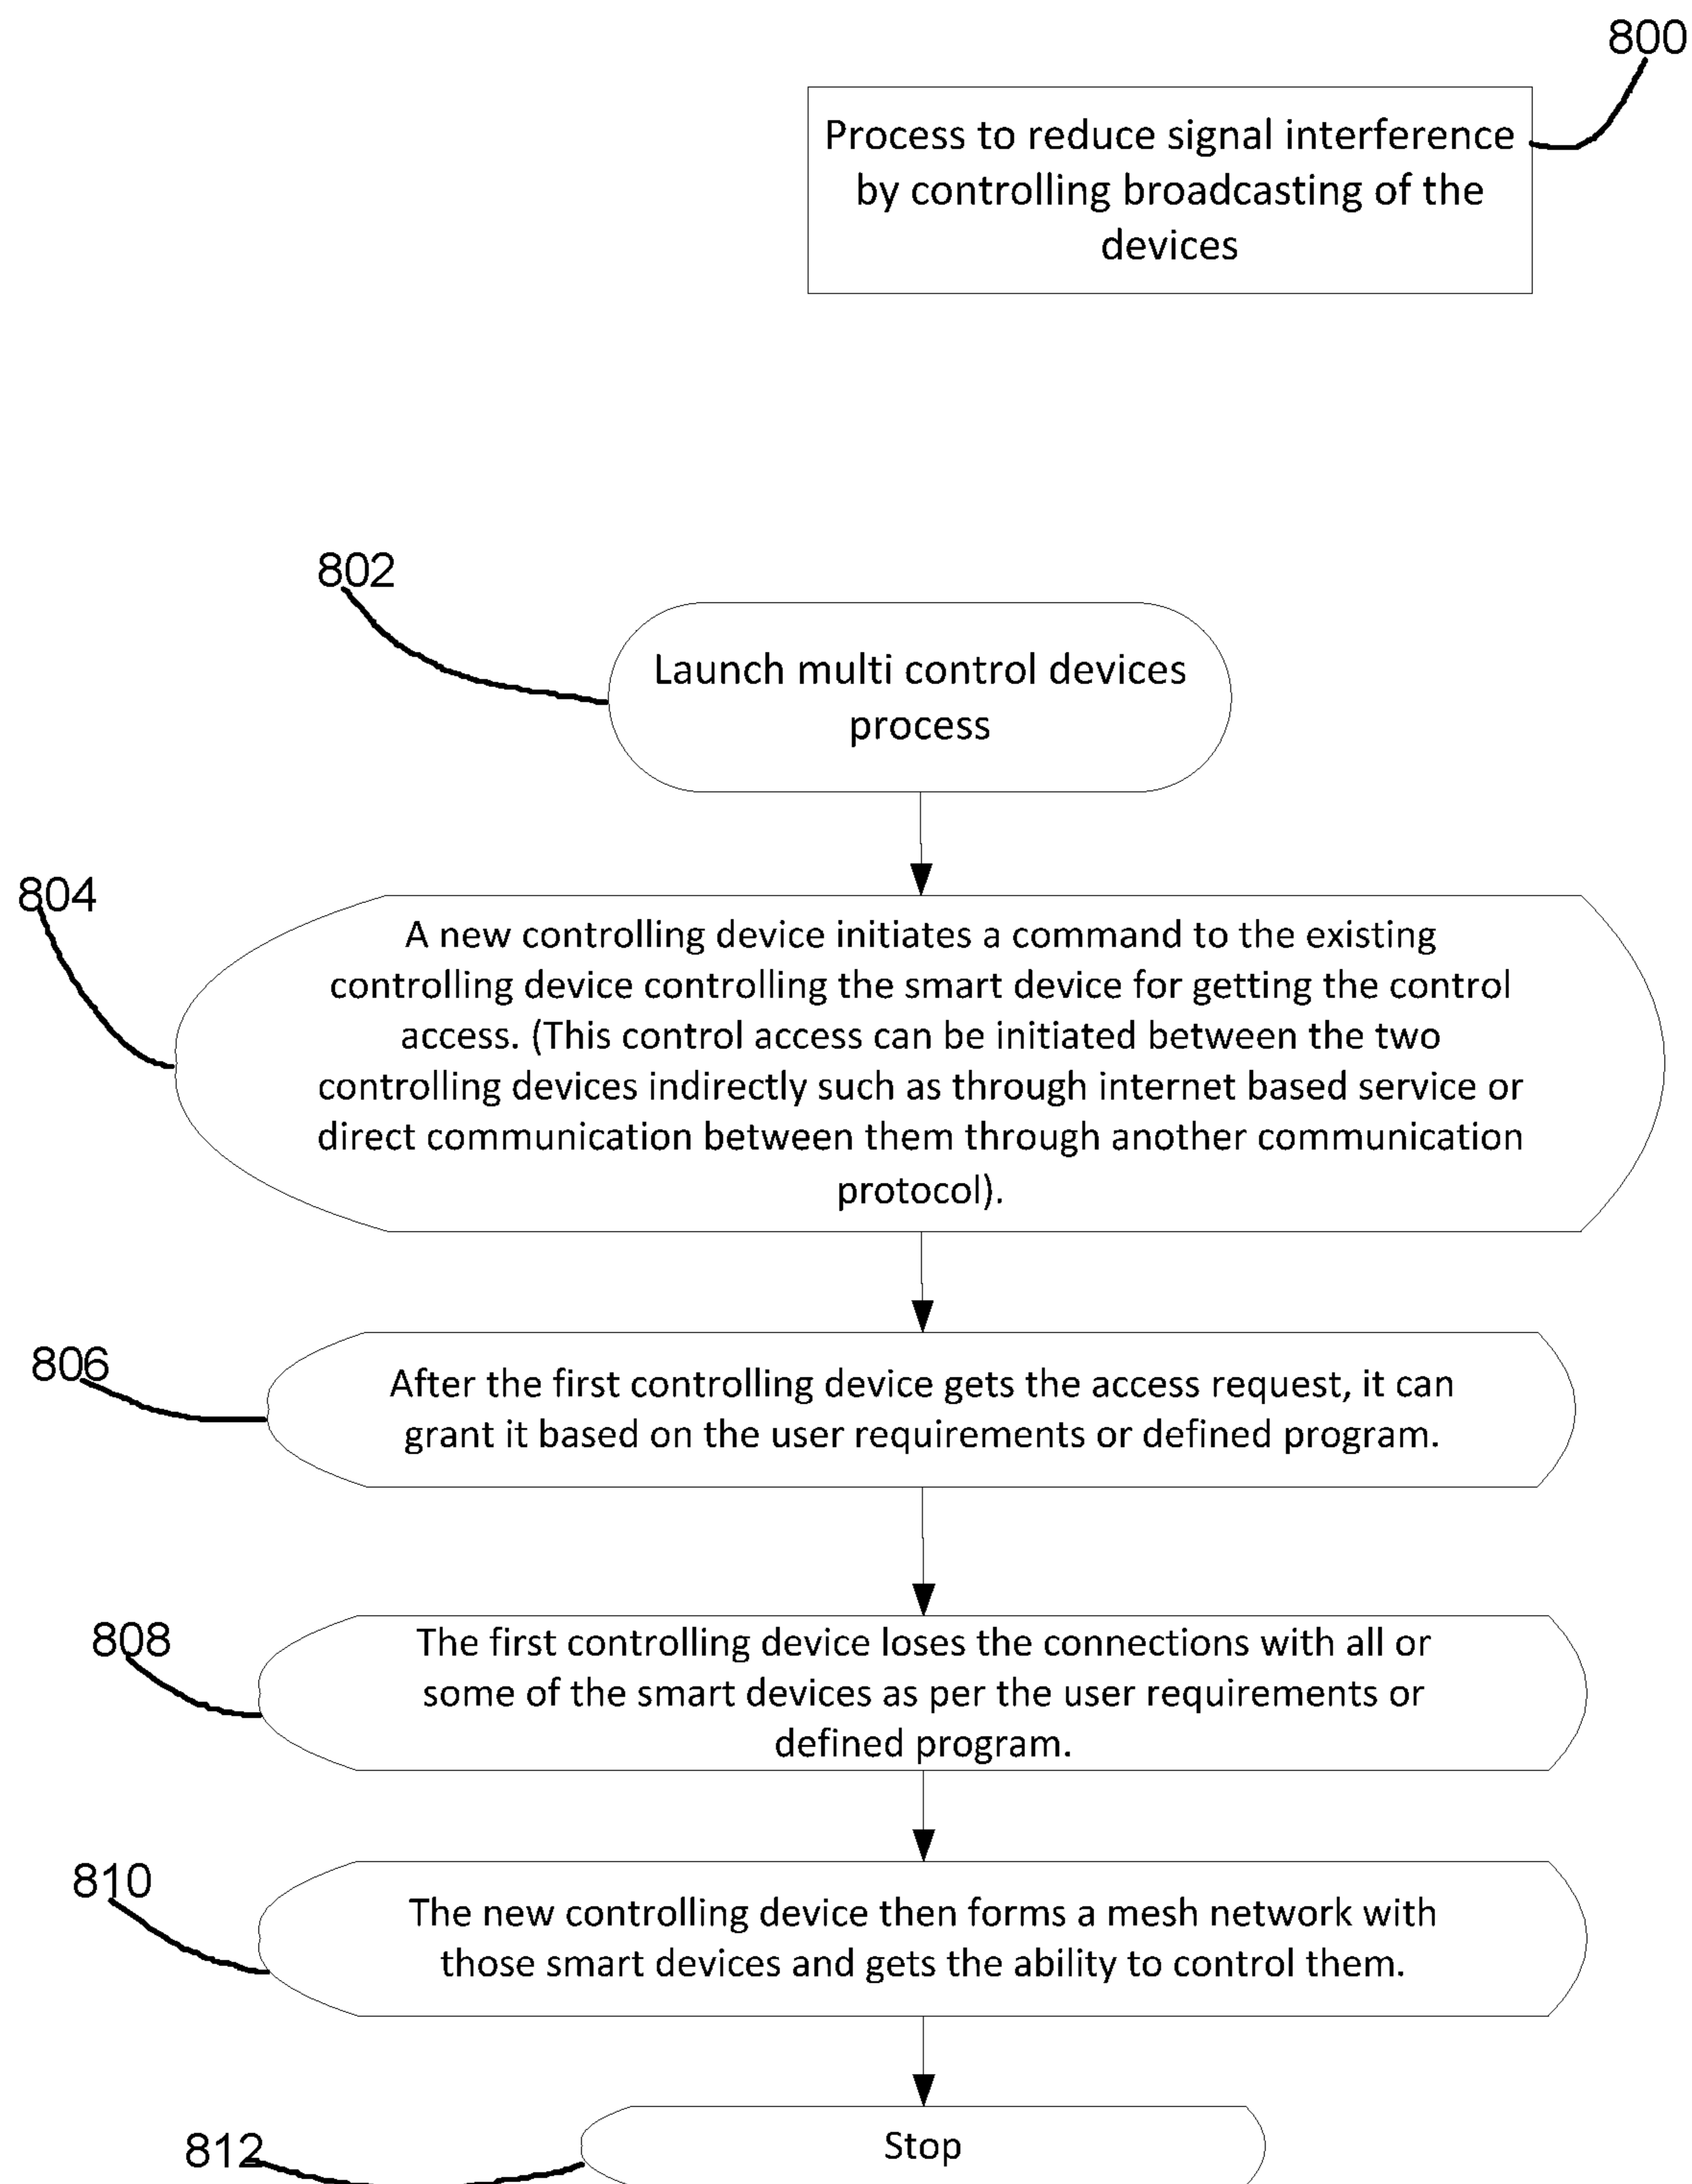 800
Process to reduce signal interference
by controlling broadcasting of the
devices
802
Launch multi control devices
process
804
A new controlling device initiates a command to the existing
controlling device controlling the smart device for getting the control
access. (This control access can be initiated between the two
controlling devices indirectly such as through internet based service or
direct communication between them through another communication
protocol).
806
After the first controlling device gets the access request, it can
grant it based on the user requirements or defined program.
808
The first controlling device loses the connections with all or
some of the smart devices as per the user requirements or
defined program.
810
The new controlling device then forms a mesh network with
those smart devices and gets the ability to control them.
812
Stop